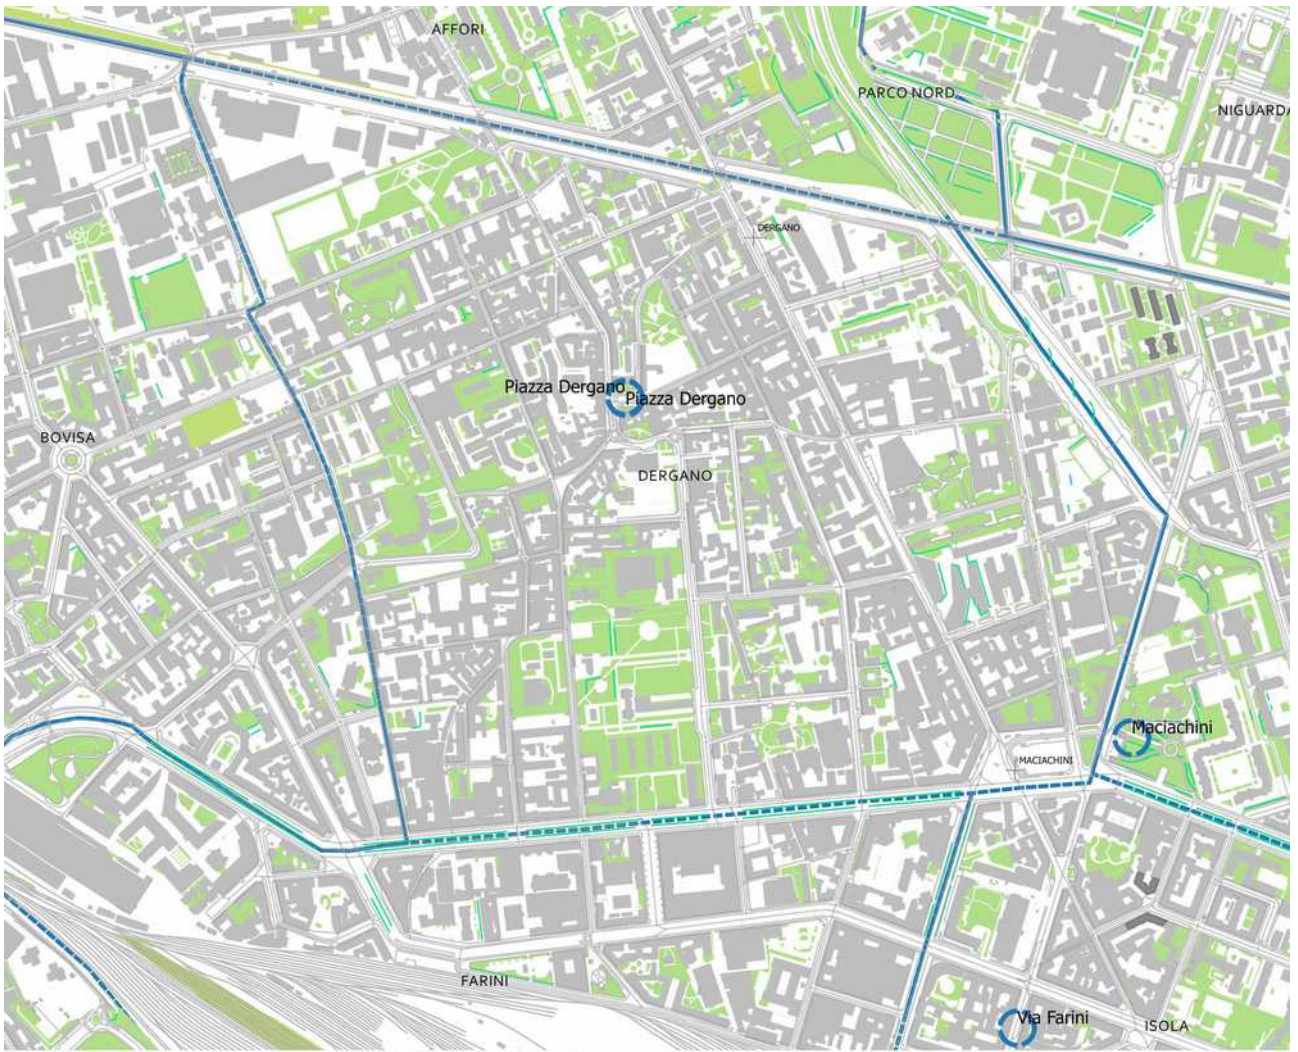 AFFORI
PARCO NORD
NIGUARDA
DERGANO
Piazza Dergano
Piazza Dergano
BOVISA
DERGANO
Maciachini
MACIACHINI
FARINI
Via Farini
ISOLA